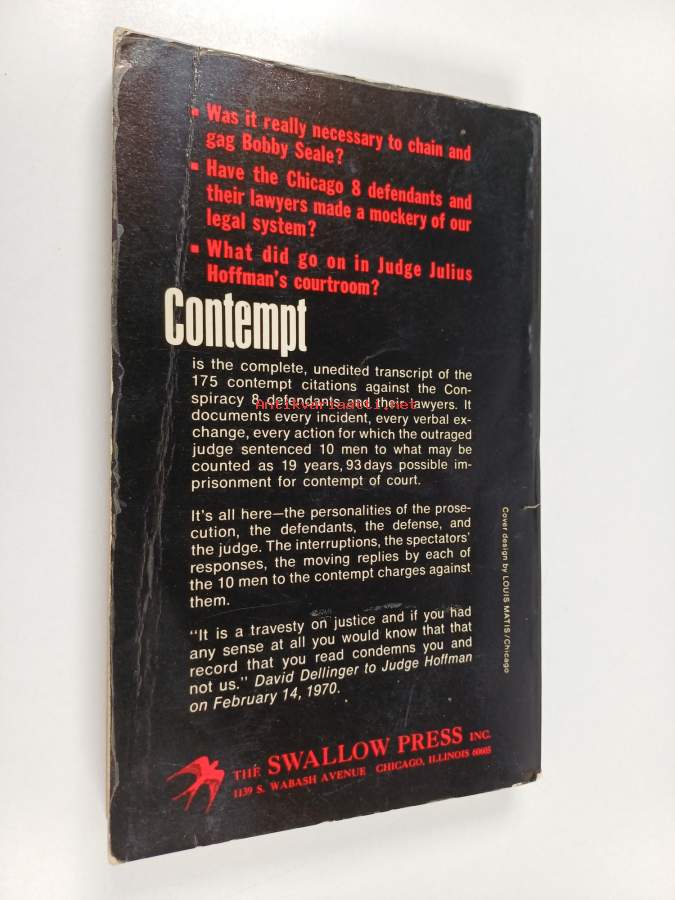 ▪ Was it really necessary to chain and
gag Bobby Seale?
▪ Have the Chicago 8 defendants and
their lawyers made a mockery of our
legal system?
▪ What did go on in Judge Julius
Hoffman's courtroom?
Contempt
is the complete, unedited transcript of the
175 contempt citations against the Con-
spiracy 8 defendants and their lawyers. It
documents every incident, every verbal ex-
change, every action for which the outraged
judge sentenced 10 men to what may be
counted as 19 years, 93 days possible im-
prisonment for contempt of court.
It's all here—the personalities of the prose-
cution, the defendants, the defense, and
the judge. The interruptions, the spectators'
responses, the moving replies by each of
the 10 men to the contempt charges against
them.
"It is a travesty on justice and if you had
any sense at all you would know that that
record that you read condemns you and
not us." David Dellinger to Judge Hoffman
on February 14, 1970.
THE SWALLOW PRESS INC.
1139 S. WABASH AVENUE CHICAGO, ILLINOIS 60605
Cover design by LOUIS MATIS/Chicago
Antikvariaatti.net